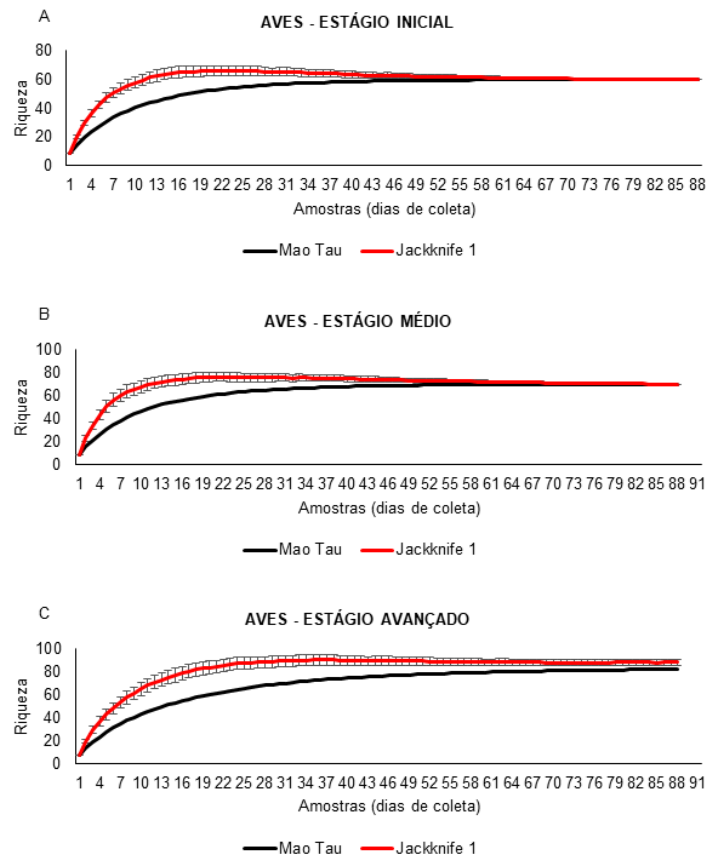 A
AVES - ESTÁGIO INICIAL
80
60
40
20
0
Riqueza
1 4 7 10 13 16 19 22 25 28 31 34 37 40 43 46 49 52 55 58 61 64 67 70 73 76 79 82 85 88
Amostras (dias de coleta)
Mao Tau Jackknife 1
B
AVES - ESTÁGIO MÉDIO
100
80
60
40
20
0
Riqueza
1 4 7 10 13 16 19 22 25 28 31 34 37 40 43 46 49 52 55 58 61 64 67 70 73 76 79 82 85 88 91
Amostras (dias de coleta)
Mao Tau Jackknife 1
C
AVES - ESTÁGIO AVANÇADO
100
80
60
40
20
0
Riqueza
1 4 7 10 13 16 19 22 25 28 31 34 37 40 43 46 49 52 55 58 61 64 67 70 73 76 79 82 85 88 91
Amostras (dias de coleta)
Mao Tau Jackknife 1